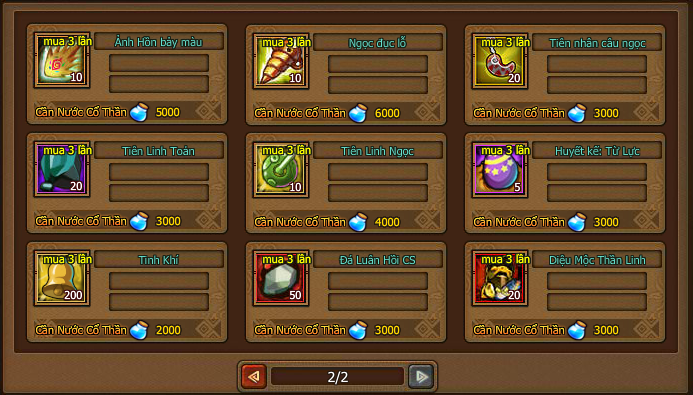 Ảnh Hồn bảy màu
mua 3 lần
10
Cần Nước Cổ Thần 5000
Ngọc đục lỗ
mua 3 lần
10
Cần Nước Cổ Thần 6000
Tiên nhân câu ngọc
mua 3 lần
20
Cần Nước Cổ Thần 3000
Tiên Linh Toản
mua 3 lần
20
Cần Nước Cổ Thần 3000
Tiên Linh Ngọc
mua 3 lần
10
Cần Nước Cổ Thần 4000
Huyết kế: Từ Lực
mua 3 lần
5
Cần Nước Cổ Thần 3000
Tinh Khí
mua 3 lần
200
Cần Nước Cổ Thần 2000
Đá Luân Hồi CS
mua 3 lần
50
Cần Nước Cổ Thần 3000
Diệu Mộc Thần Linh
mua 3 lần
20
Cần Nước Cổ Thần 3000
2/2